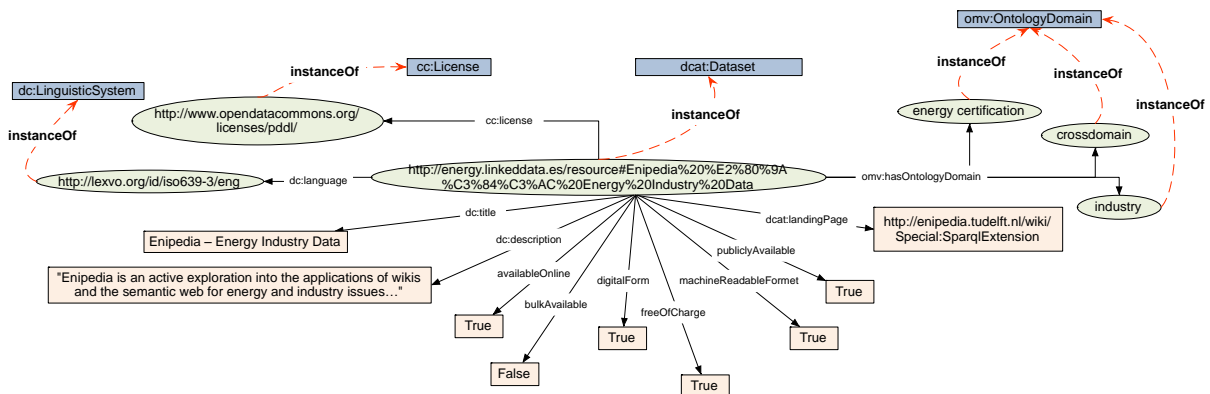 omv:OntologyDomain
cc:License
dcat:Dataset
instanceOf
dc:LinguisticSystem
instanceOf
instanceOf
instanceOf
http://www.opendatacommons.org/
licenses/pddl/
instanceOf
energy certification
instanceOf
cc:license
crossdomain
http://energy.linkeddata.es/resource#Enipedia%20%E2%80%9A
%C3%84%C3%AC%20Energy%20Industry%20Data
http://lexvo.org/id/iso639-3/eng
dc:language
omv:hasOntologyDomain
industry
dc:title
dcat:landingPage
http://enipedia.tudelft.nl/wiki/
Special:SparqlExtension
Enipedia – Energy Industry Data
dc:description
publiclyAvailable
"Enipedia is an active exploration into the applications of wikis
and the semantic web for energy and industry issues…"
availableOnline
digitalForm
machineReadableFormet
True
bulkAvailable
freeOfCharge
True
True
True
False
True